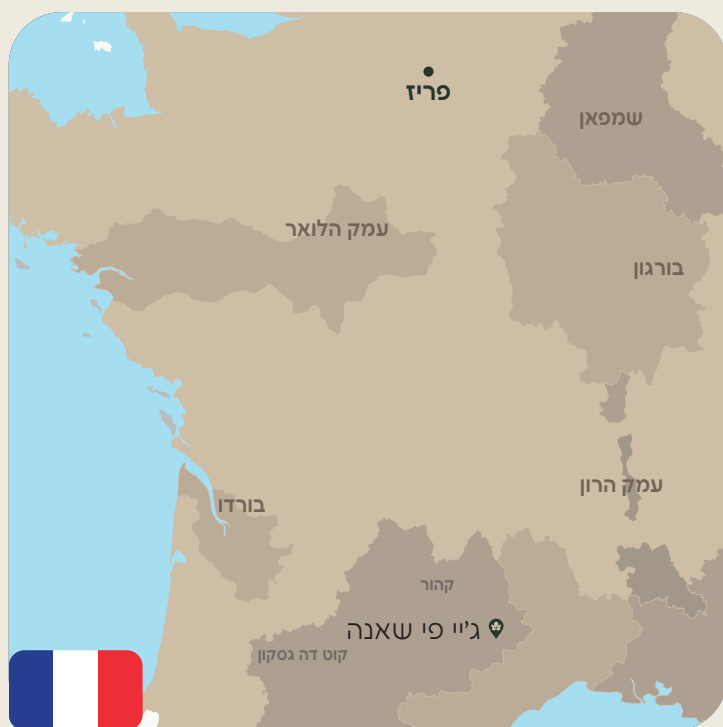 פריז
שמפאן
עמק הלואר
בורגון
עמק הרון
בורדו
קהור
ג'יי פי שאנה
קוט דה גסקון